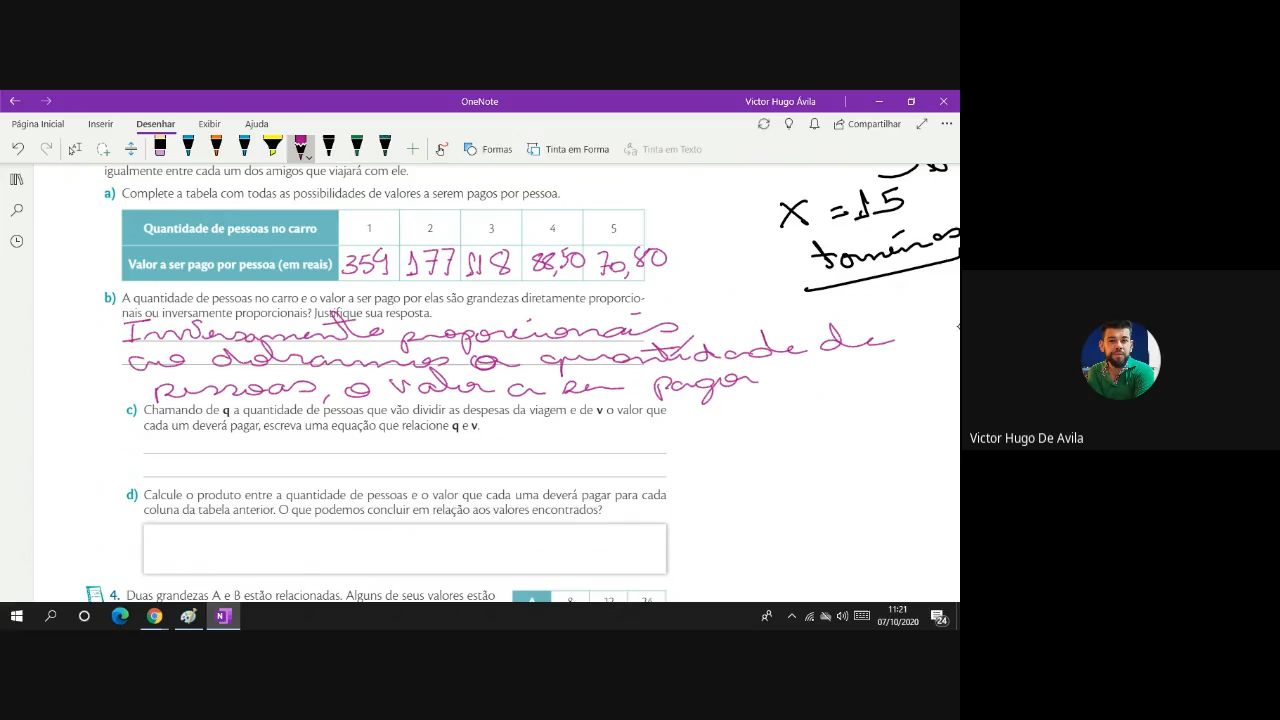 OneNote
Victor Hugo Ávila
Página Inicial Inserir Desenhar Exibir Ajuda
Compartilhar
Formas Tinta em Forma Tinta em Texto
igualmente entre cada um dos amigos que viajará com ele.
a) Complete a tabela com todas as possibilidades de valores a serem pagos por pessoa.
Quantidade de pessoas no carro 1 2 3 4 5
Valor a ser pago por pessoa (em reais) 354 177 118 88,50 70,80
x = 15
torneiras
b) A quantidade de pessoas no carro e o valor a ser pago por elas são grandezas diretamente proporcio-
nais ou inversamente proporcionais? Justifique sua resposta.
Inversamente proporcionais,
ao dobrarmos a quantidade de
pessoas, o valor a ser pago
c) Chamando de q a quantidade de pessoas que vão dividir as despesas da viagem e de v o valor que
cada um deverá pagar, escreva uma equação que relacione q e v.
d) Calcule o produto entre a quantidade de pessoas e o valor que cada uma deverá pagar para cada
coluna da tabela anterior. O que podemos concluir em relação aos valores encontrados?
4. Duas grandezas A e B estão relacionadas. Alguns de seus valores estão
A 8 12 24
Victor Hugo De Avila
11:21
07/10/2020
24